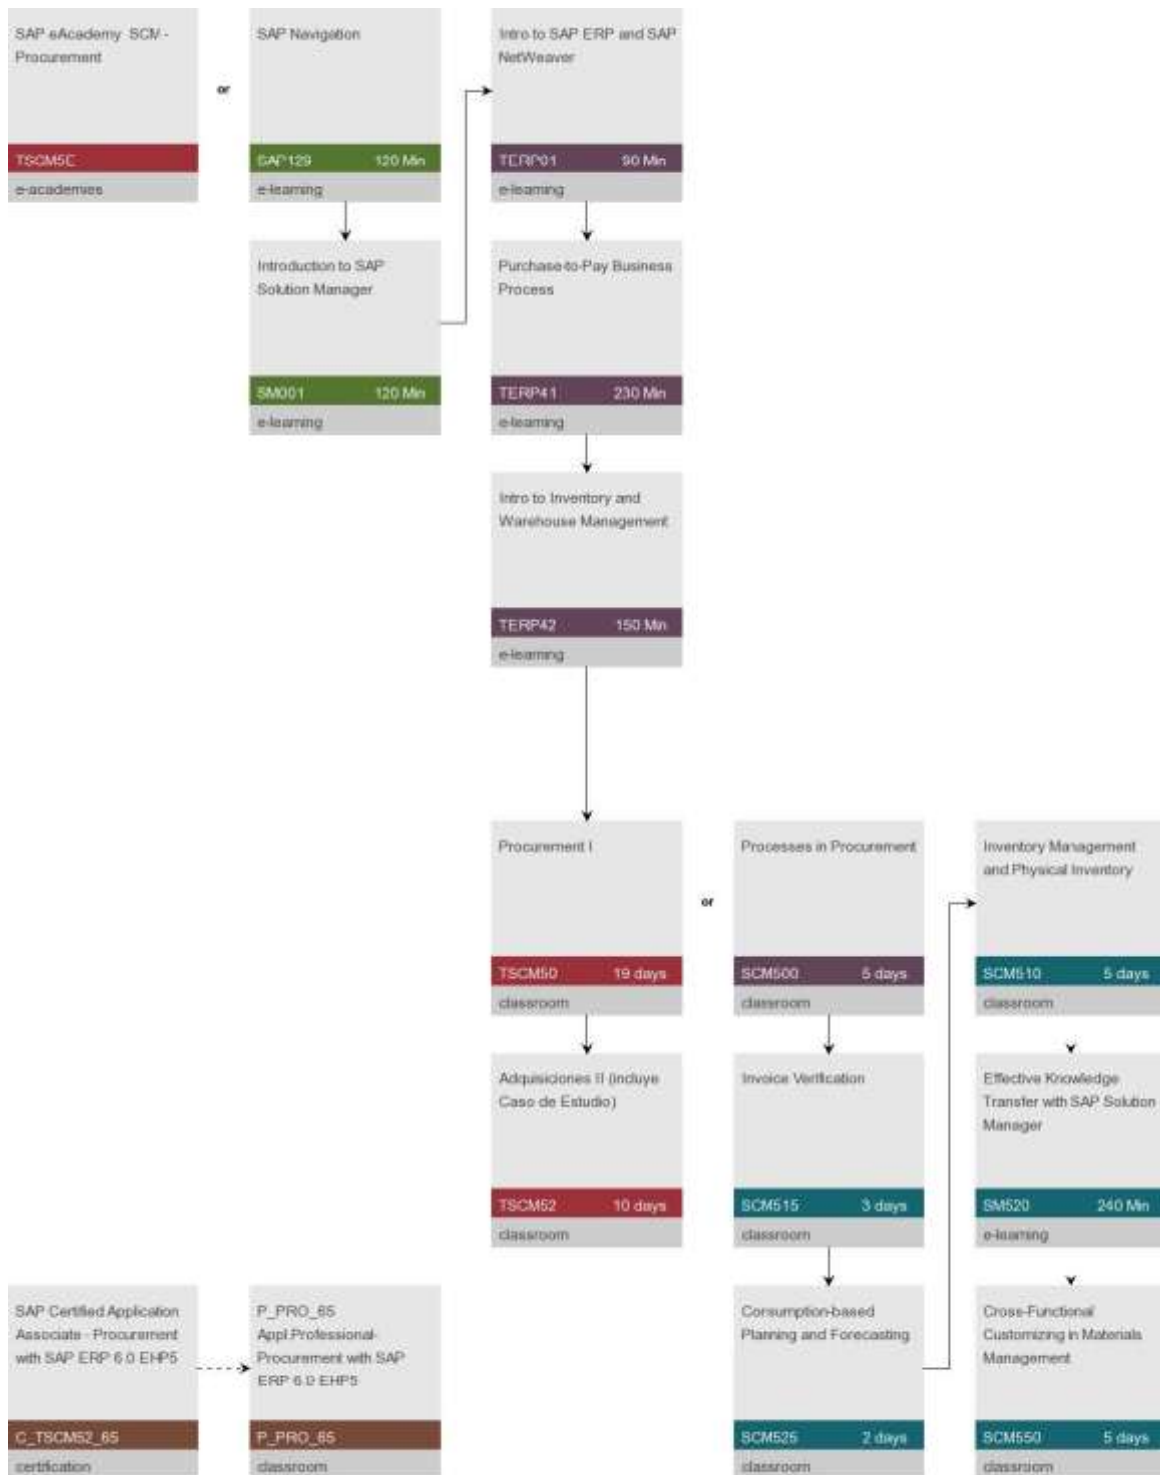 SAP eAcademy SCM -
Procurement
TSCM5E
e-academies
or
SAP Navigation
SAP129 120 Min
e-learning
Introduction to SAP
Solution Manager
SM001 120 Min
e-learning
Intro to SAP ERP and SAP
NetWeaver
TERP01 90 Min
e-learning
Purchase-to-Pay Business
Process
TERP41 230 Min
e-learning
Intro to Inventory and
Warehouse Management
TERP42 150 Min
e-learning
Procurement I
TSCM50 19 days
classroom
Adquisiciones II (incluye
Caso de Estudio)
TSCM52 10 days
classroom
or
Processes in Procurement
SCM500 5 days
classroom
Invoice Verification
SCM515 3 days
classroom
Consumption-based
Planning and Forecasting
SCM525 2 days
classroom
Inventory Management
and Physical Inventory
SCM510 5 days
classroom
Effective Knowledge
Transfer with SAP Solution
Manager
SM520 240 Min
e-learning
Cross-Functional
Customizing in Materials
Management
SCM550 5 days
classroom
SAP Certified Application
Associate - Procurement
with SAP ERP 6.0 EHP5
C_TSCM52_65
certification
P_PRO_65
Appl.Professional-
Procurement with SAP
ERP 6.0 EHP5
P_PRO_65
classroom